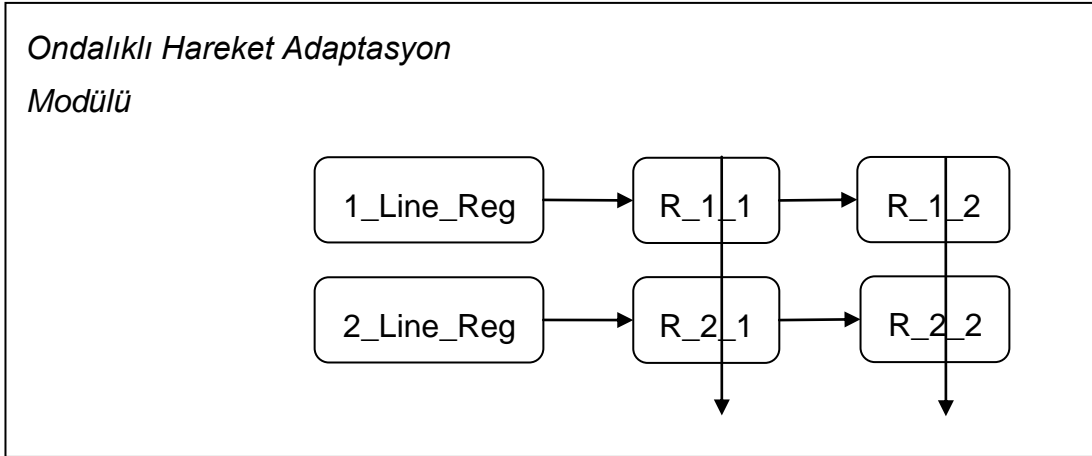 Ondalıklı Hareket Adaptasyon
Modülü
1_Line_Reg
R_1_1
R_1_2
2_Line_Reg
R_2_1
R_2_2